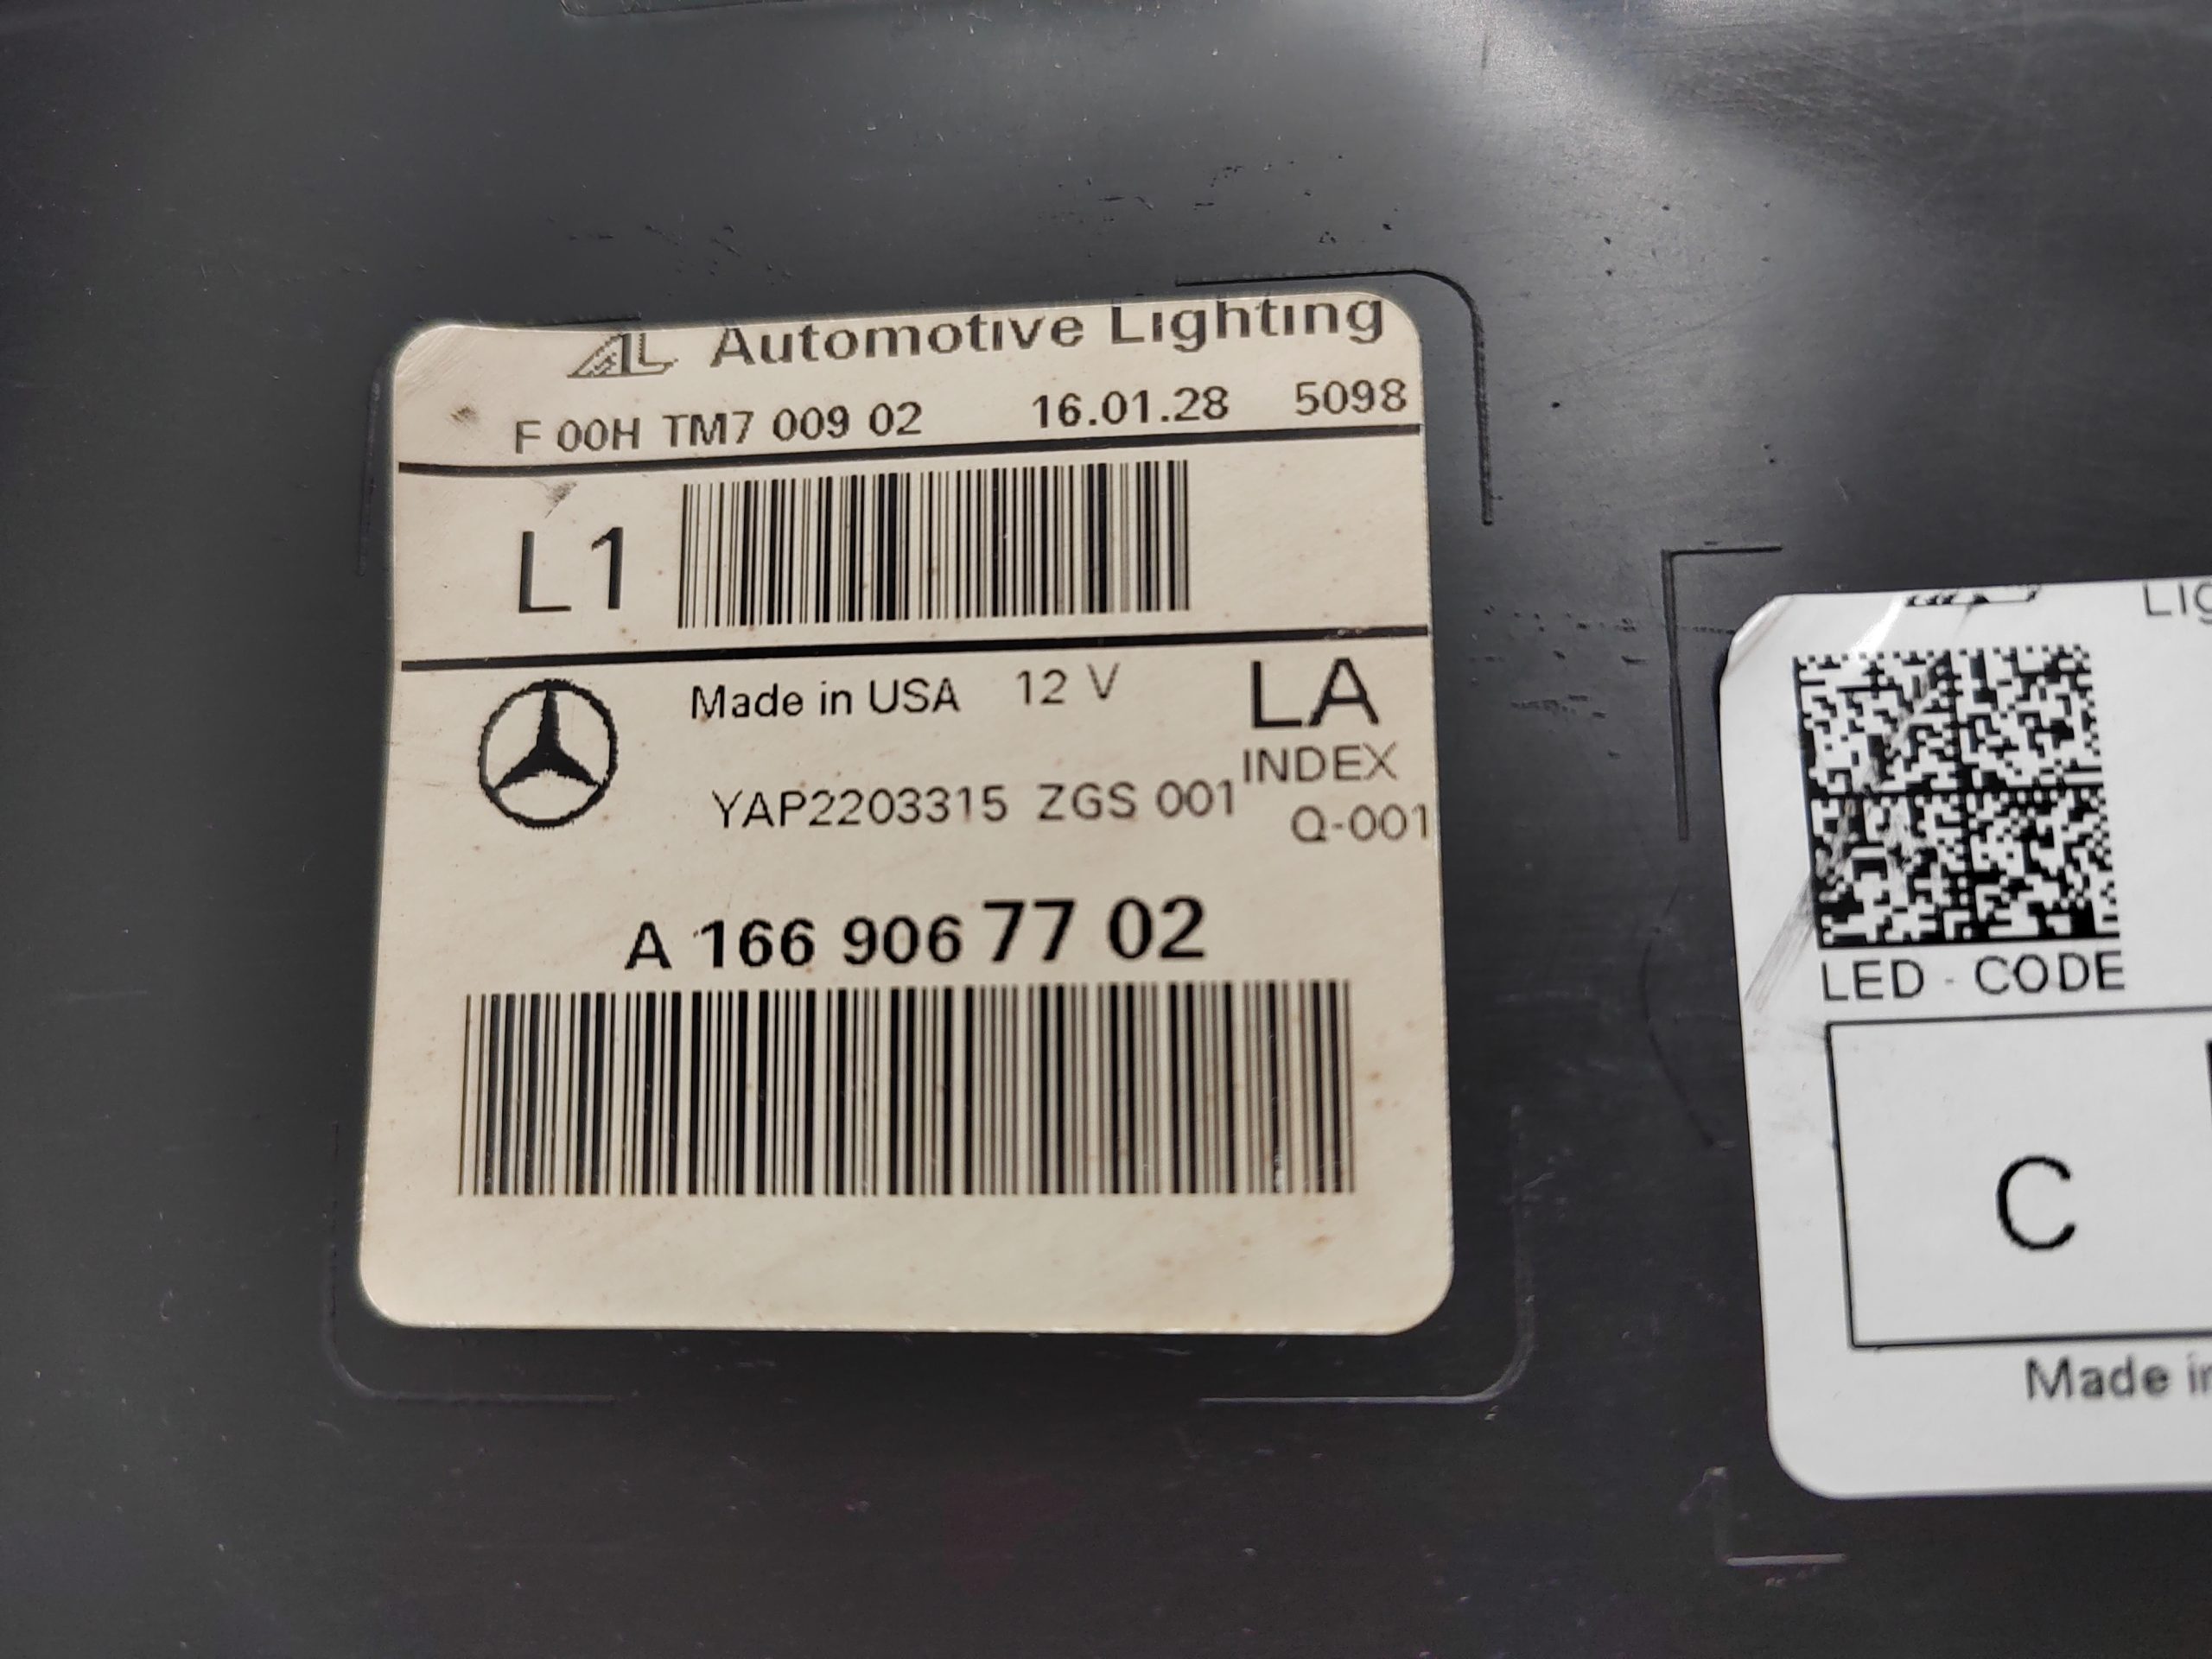 AL Automotive Lighting
F 00H TM7 009 02 16.01.28 5098
L1
Made in USA 12 V LA
INDEX
YAP2203315 ZGS 001 Q-001
A 166 906 77 02
LED - CODE
C
Made